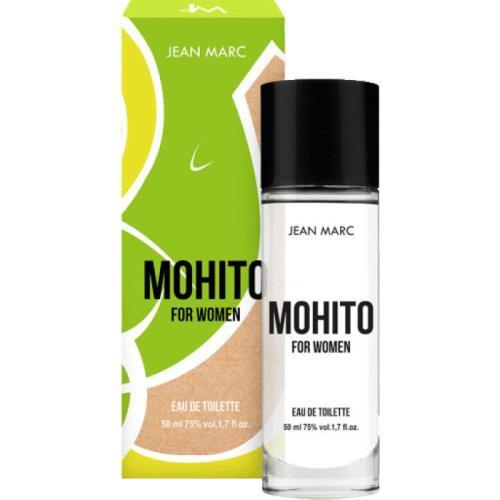 JM
JEAN MARC
MOHITO
FOR WOMEN
EAU DE TOILETTE
50 ml 75% vol.1,7 fl.oz.
JEAN MARC
MOHITO
FOR WOMEN
EAU DE TOILETTE
50 ml 75% vol.1,7 fl.oz.